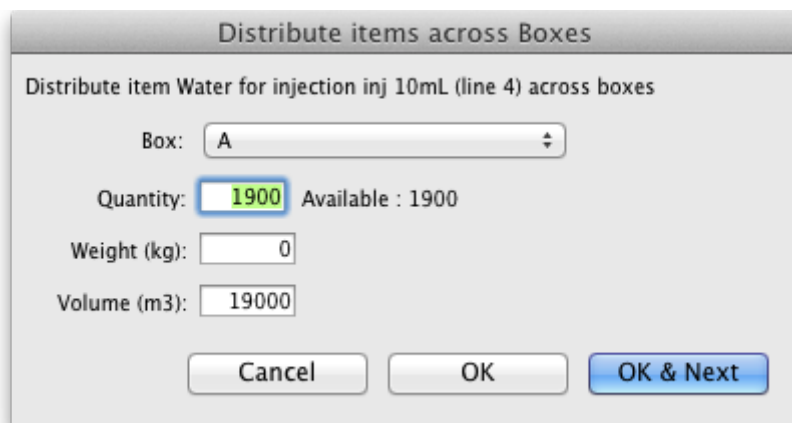 Distribute items across Boxes
Distribute item Water for injection inj 10mL (line 4) across boxes
Box: A
Quantity: 1900 Available : 1900
Weight (kg): 0
Volume (m3): 19000
Cancel OK OK & Next